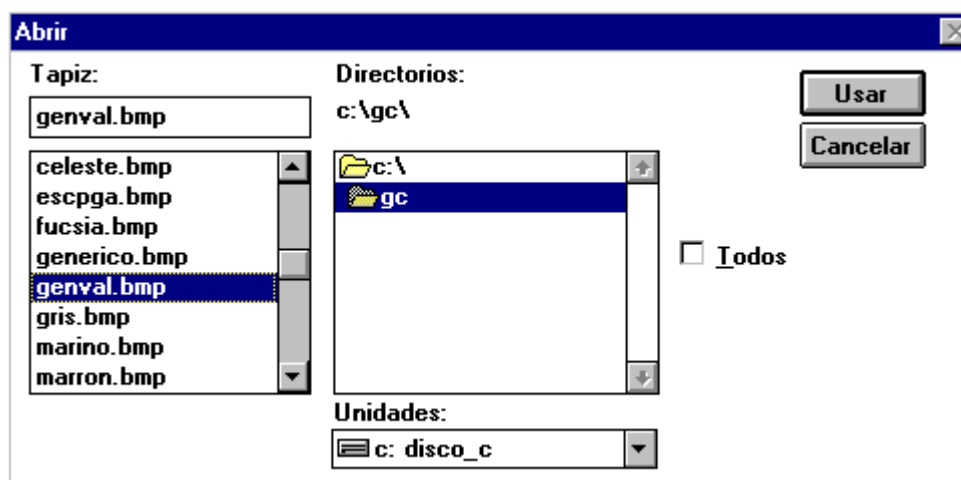 Abrir
Tapiz:
genval.bmp
celeste.bmp
escpga.bmp
fucsia.bmp
generico.bmp
genval.bmp
gris.bmp
marino.bmp
marron.bmp
Directorios:
c:\gc\
c:\
gc
Unidades:
c: disco_c
Usar
Cancelar
Todos